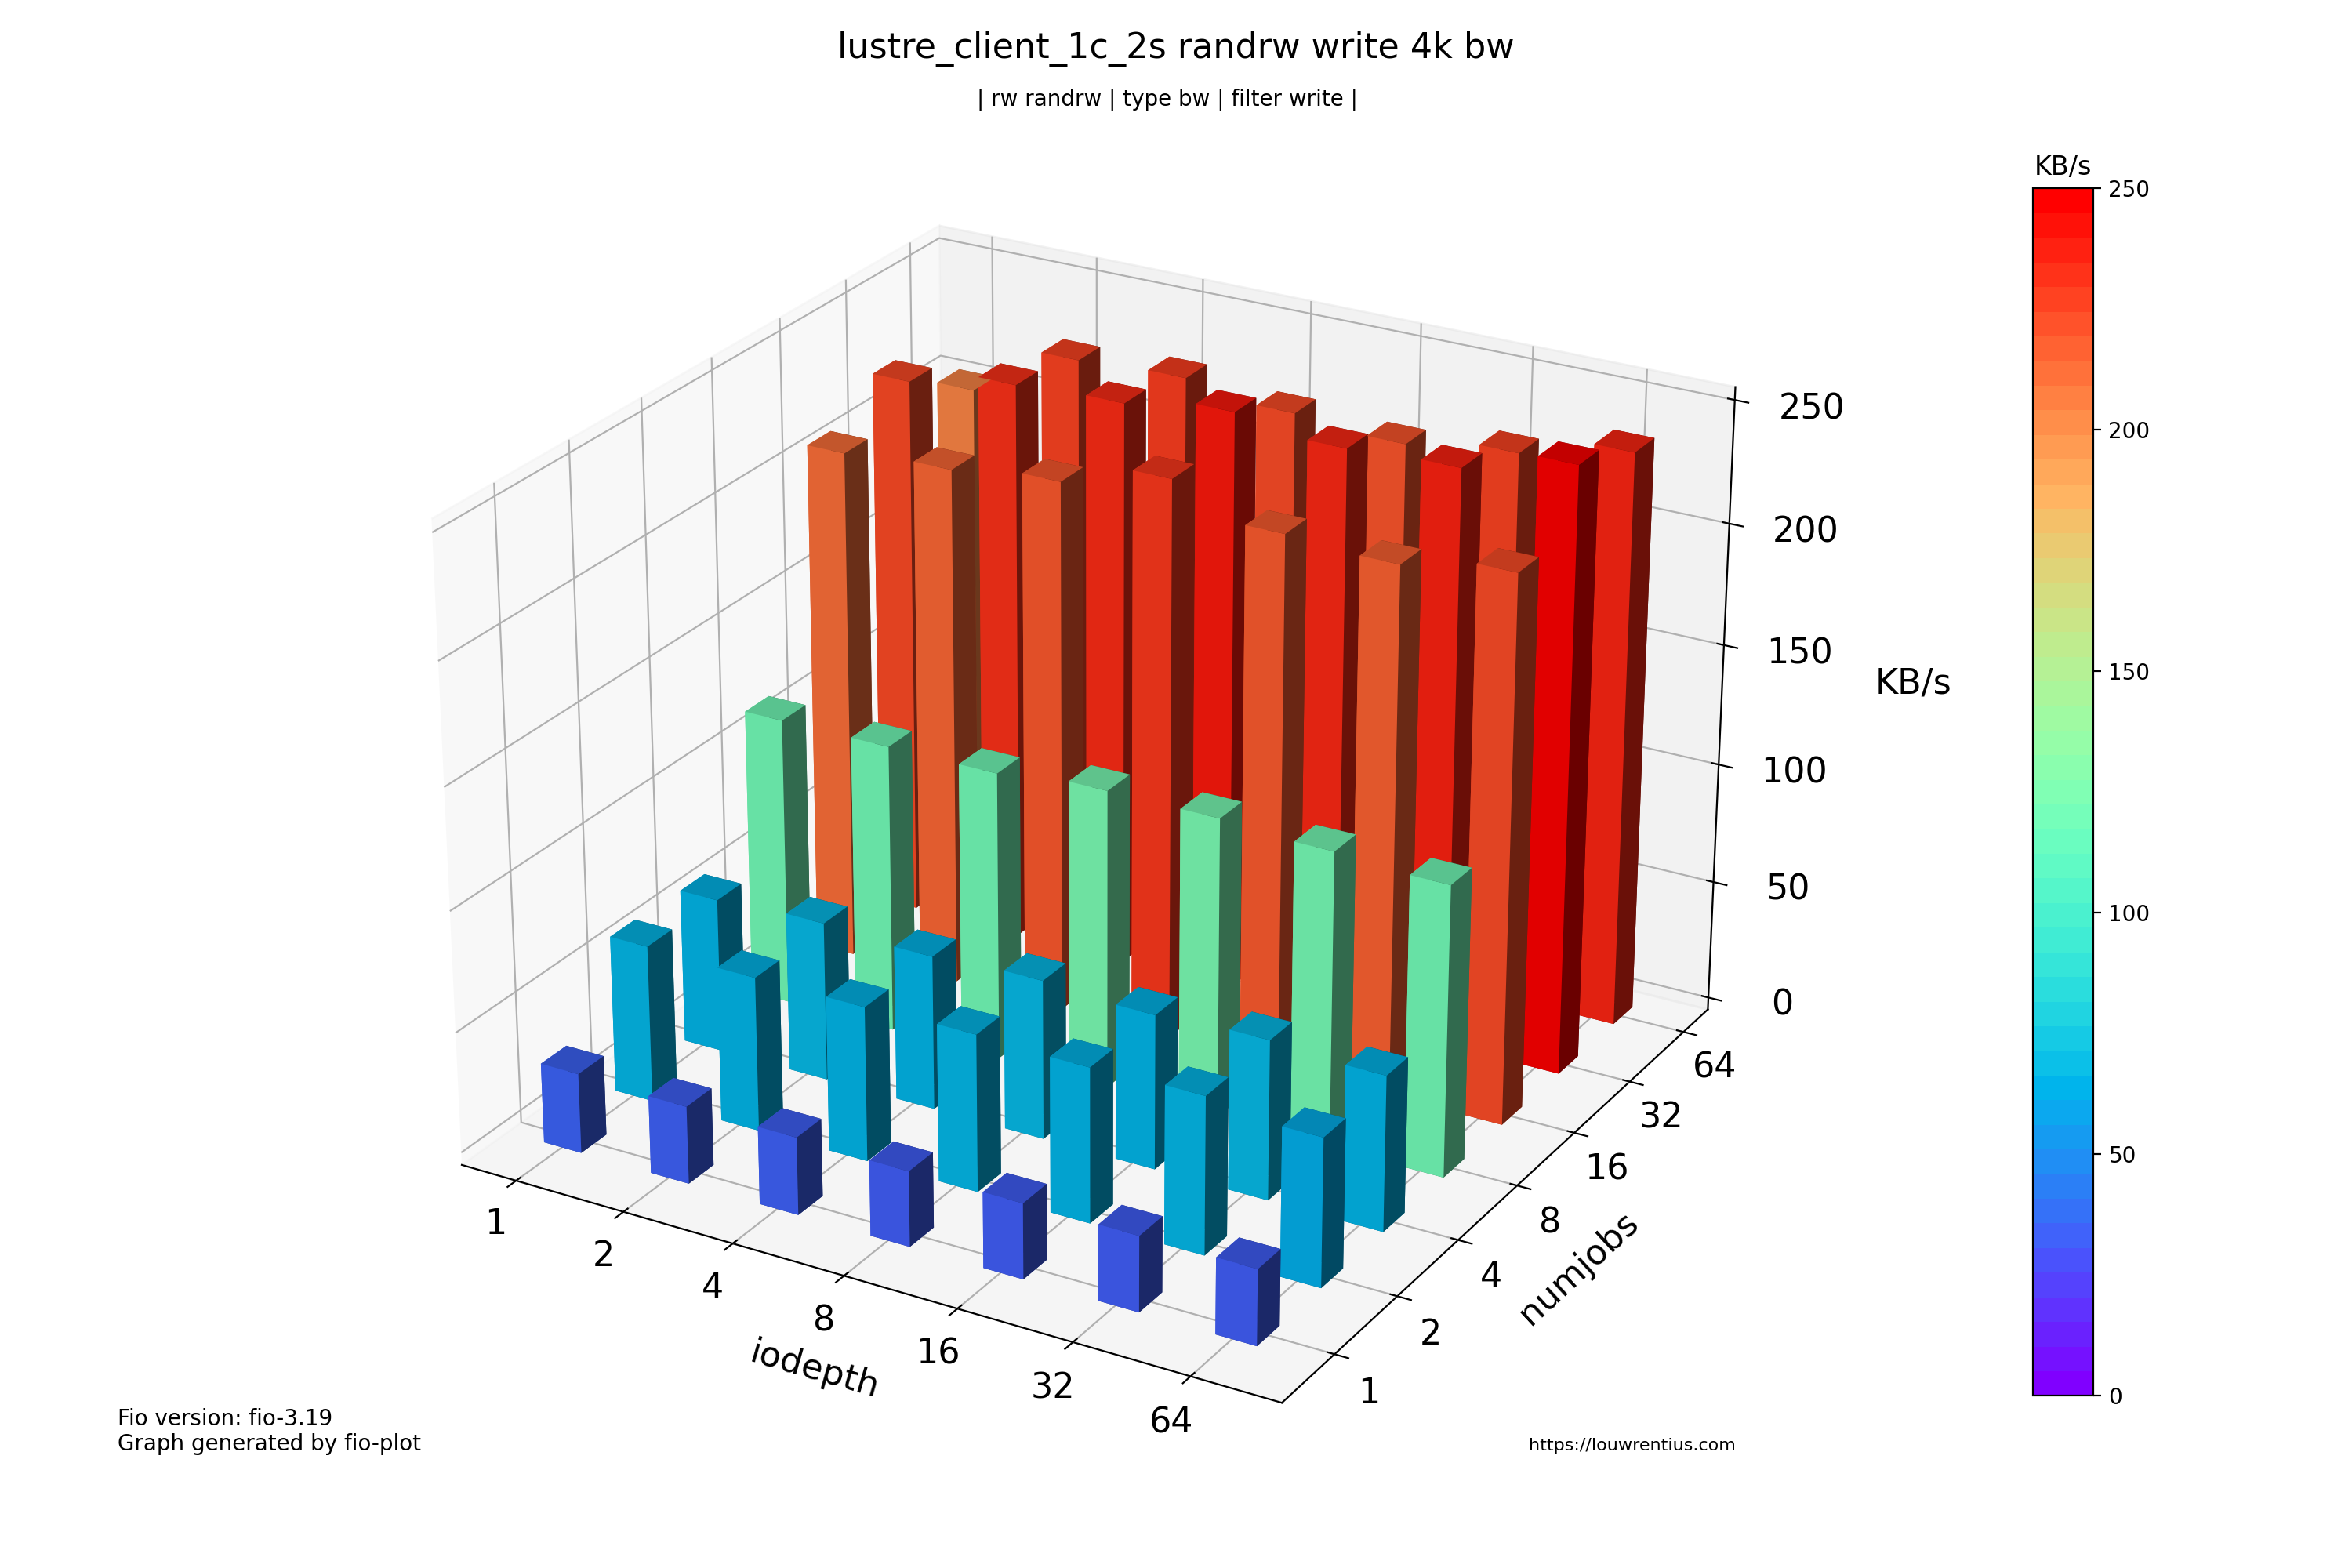 lustre_client_1c_2s randrw write 4k bw
| rw randrw | type bw | filter write |
KB/s
250
200
150
100
50
0
250
200
150
100
50
0
KB/s
64
32
16
8
4
2
1
numjobs
1
2
4
8
16
32
64
iodepth
Fio version: fio-3.19
Graph generated by fio-plot
https://louwrentius.com